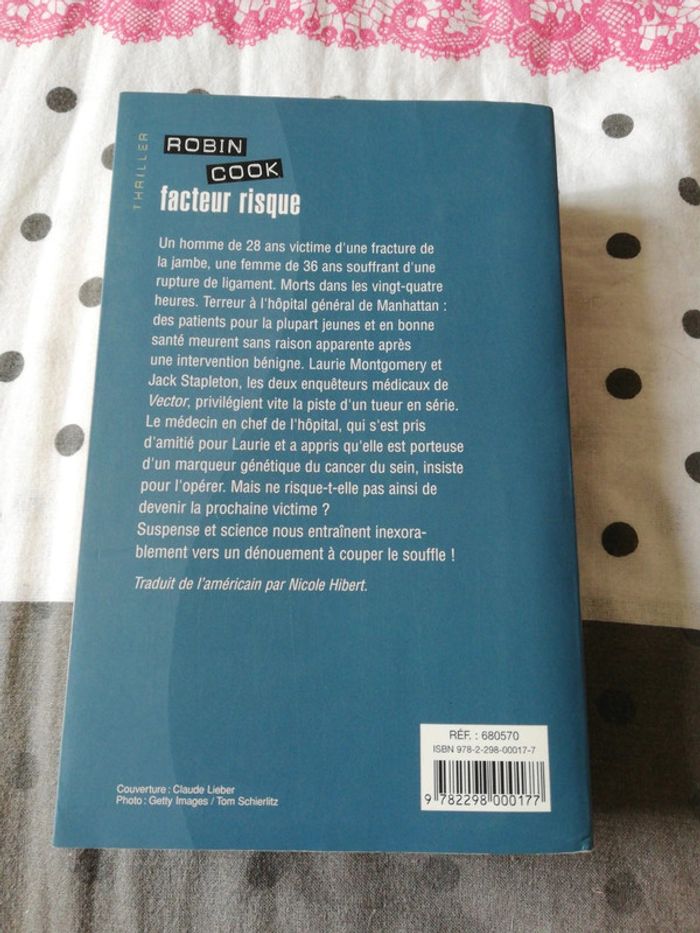 THRILLER
ROBIN
COOK
facteur risque
Un homme de 28 ans victime d'une fracture de
la jambe, une femme de 36 ans souffrant d'une
rupture de ligament. Morts dans les vingt-quatre
heures. Terreur à l'hôpital général de Manhattan :
des patients pour la plupart jeunes et en bonne
santé meurent sans raison apparente après
une intervention bénigne. Laurie Montgomery et
Jack Stapleton, les deux enquêteurs médicaux de
Vector, privilégient vite la piste d'un tueur en série.
Le médecin en chef de l'hôpital, qui s'est pris
d'amitié pour Laurie et a appris qu'elle est porteuse
d'un marqueur génétique du cancer du sein, insiste
pour l'opérer. Mais ne risque-t-elle pas ainsi de
devenir la prochaine victime ?
Suspense et science nous entraînent inexora-
blement vers un dénouement à couper le souffle !
Traduit de l'américain par Nicole Hibert.
RÉF. : 680570
ISBN 978-2-298-00017-7
9 782298 000177
Couverture : Claude Lieber
Photo : Getty Images / Tom Schierlitz